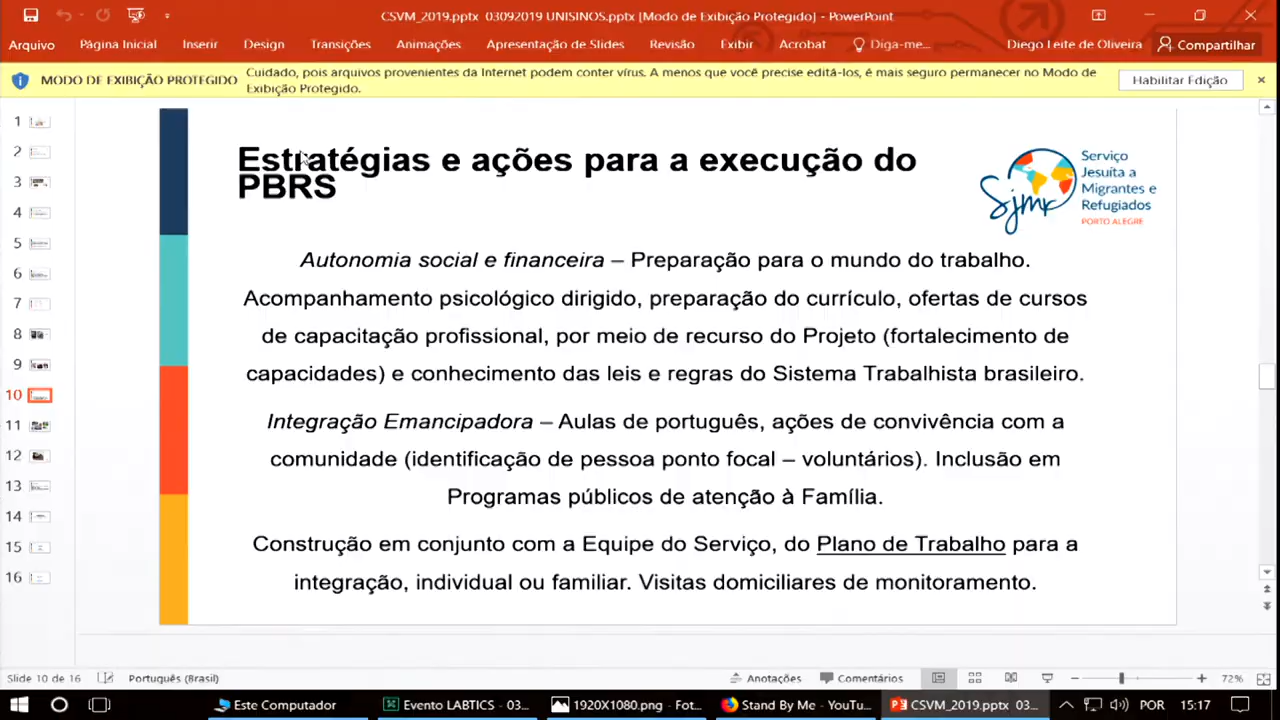 CSVM_2019.pptx 03092019 UNISINOS.pptx [Modo de Exibição Protegido] - PowerPoint
Arquivo Página Inicial Inserir Design Transições Animações Apresentação de Slides Revisão Exibir Acrobat Diga-me... Diego Leite de Oliveira Compartilhar
MODO DE EXIBIÇÃO PROTEGIDO Cuidado, pois arquivos provenientes da Internet podem conter vírus. A menos que você precise editá-los, é mais seguro permanecer no Modo de
Exibição Protegido.
Habilitar Edição
1
2
3
4
5
6
7
8
9
10
11
12
13
14
15
16
Estratégias e ações para a execução do
PBRS
Sjmr
Serviço
Jesuíta a
Migrantes e
Refugiados
PORTO ALEGRE
Autonomia social e financeira – Preparação para o mundo do trabalho.
Acompanhamento psicológico dirigido, preparação do currículo, ofertas de cursos
de capacitação profissional, por meio de recurso do Projeto (fortalecimento de
capacidades) e conhecimento das leis e regras do Sistema Trabalhista brasileiro.
Integração Emancipadora – Aulas de português, ações de convivência com a
comunidade (identificação de pessoa ponto focal – voluntários). Inclusão em
Programas públicos de atenção à Família.
Construção em conjunto com a Equipe do Serviço, do Plano de Trabalho para a
integração, individual ou familiar. Visitas domiciliares de monitoramento.
Slide 10 de 16 Português (Brasil) Anotações Comentários 72%
Este Computador Evento LABTICS - 03... 1920X1080.png - Fot... Stand By Me - YouTu... CSVM_2019.pptx 03... POR 15:17